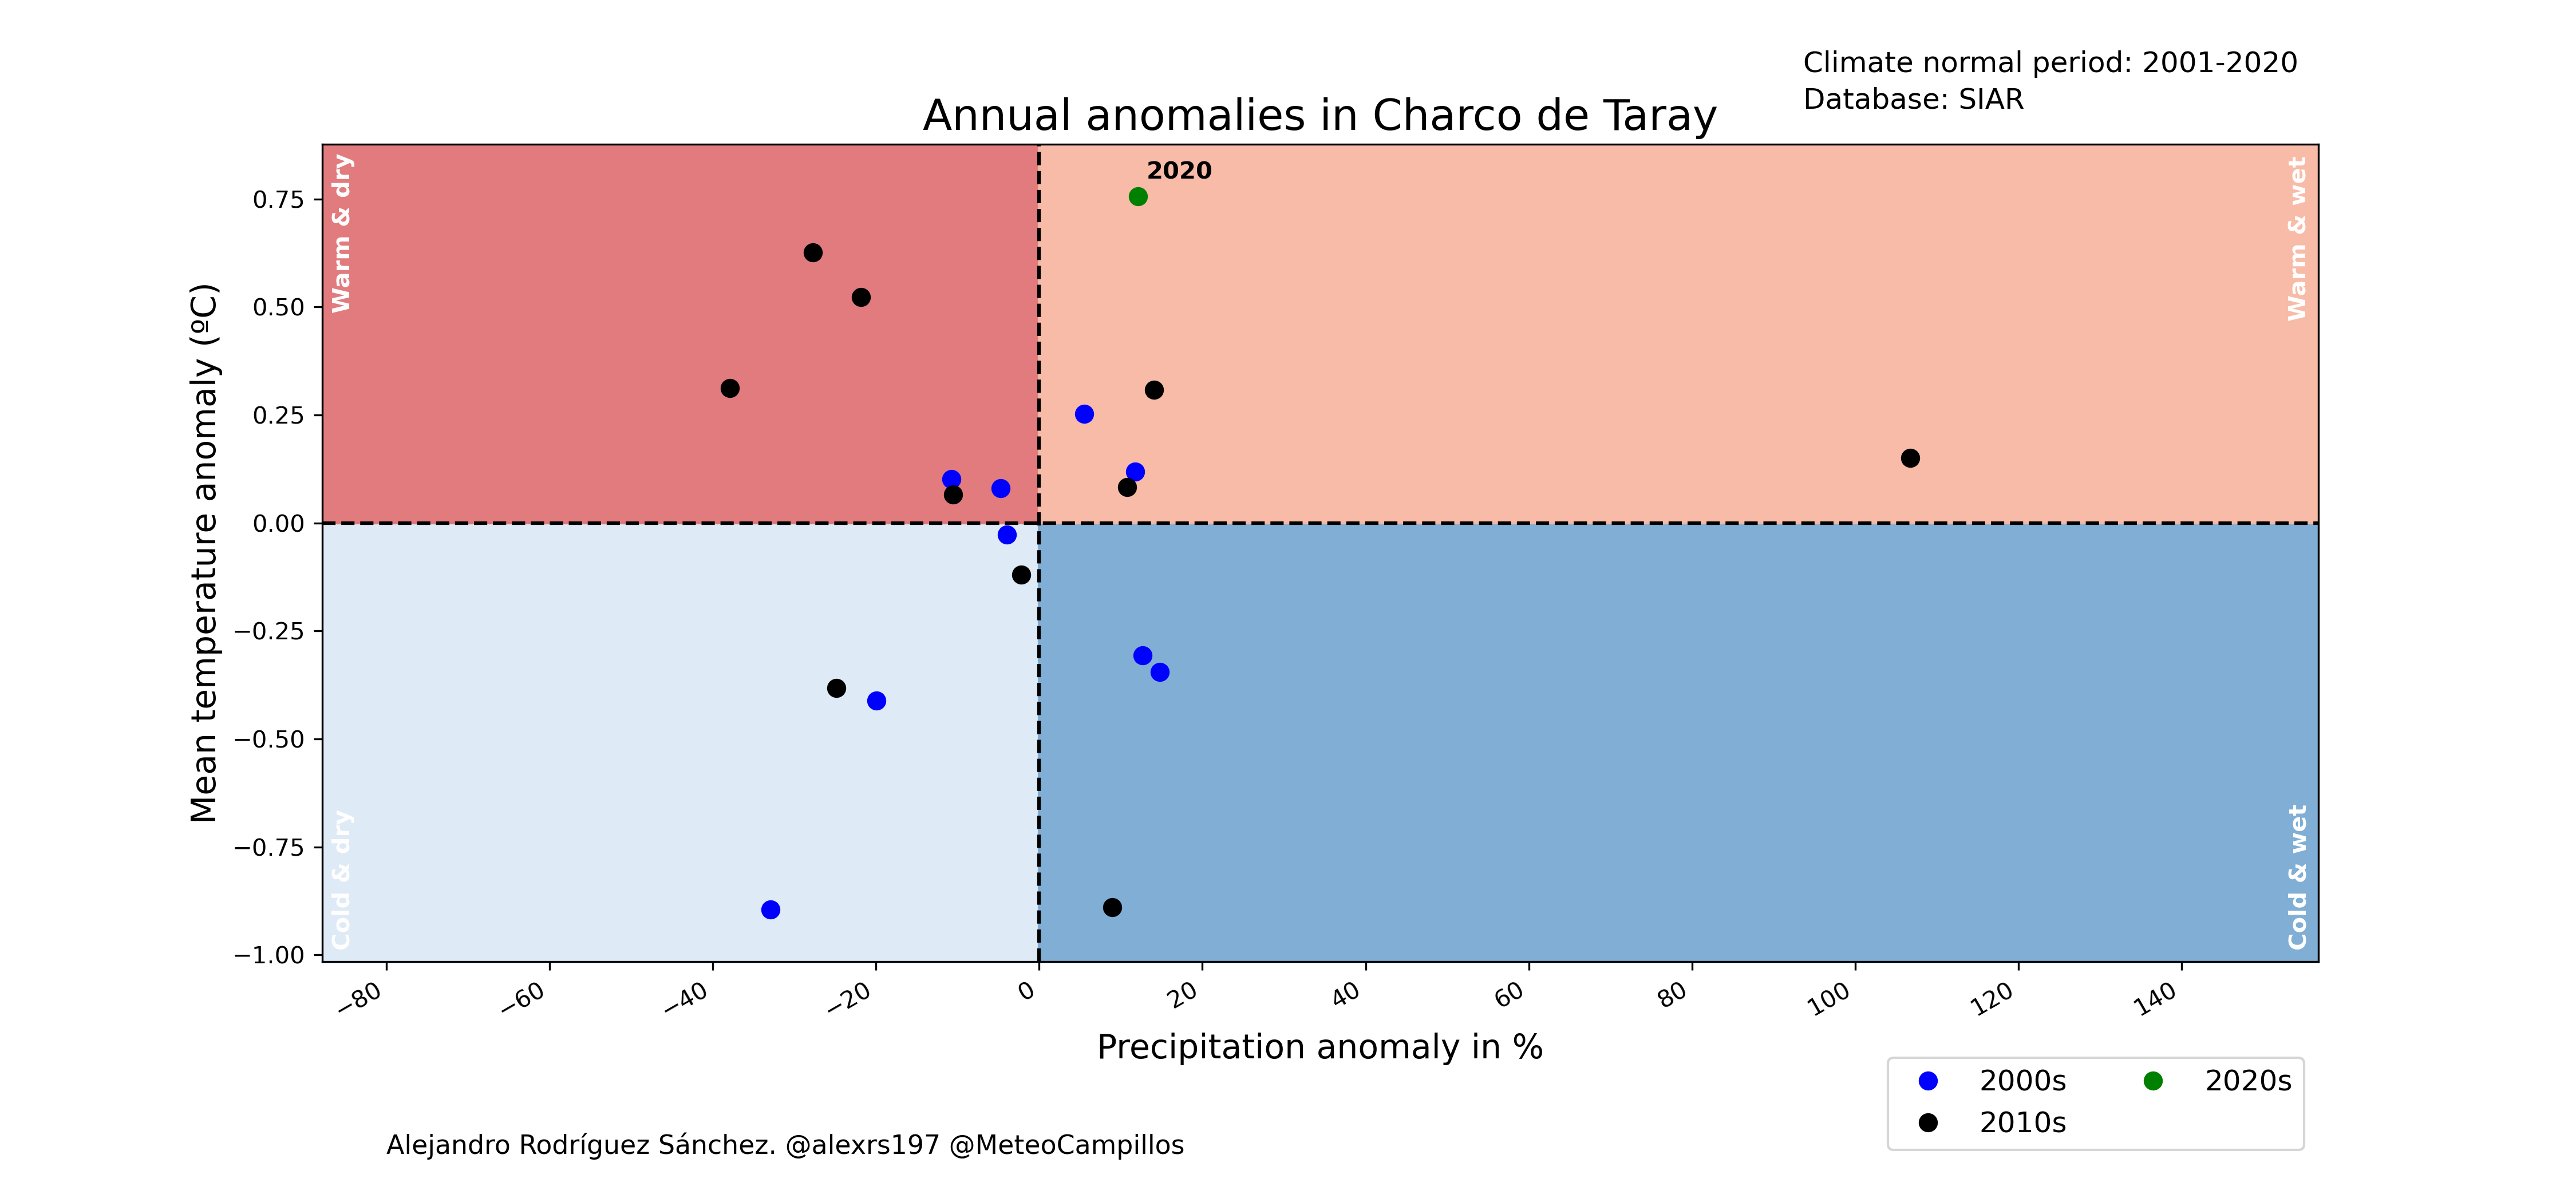 Climate normal period: 2001-2020
Database: SIAR
Annual anomalies in Charco de Taray
Warm & dry
2020
Warm & wet
Mean temperature anomaly (ºC)
0.75
0.50
0.25
0.00
−0.25
−0.50
−0.75
−1.00
Cold & dry
Cold & wet
−80
−60
−40
−20
0
20
40
60
80
100
120
140
Precipitation anomaly in %
2000s
2010s
2020s
Alejandro Rodríguez Sánchez. @alexrs197 @MeteoCampillos